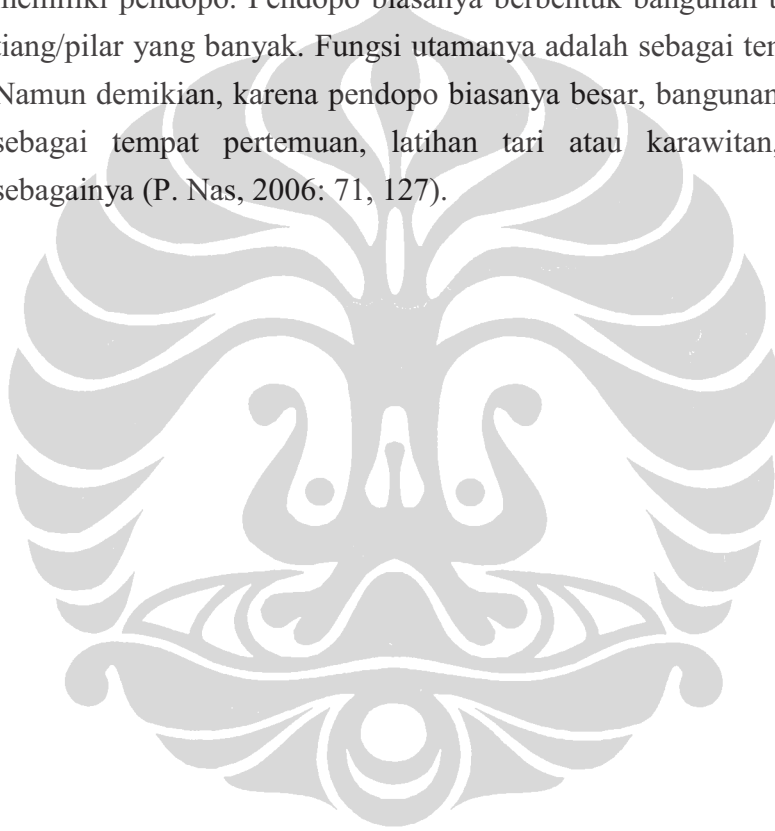 memiliki pendopo. Pendopo biasanya berbentuk bangunan
tiang/pilar yang banyak. Fungsi utamanya adalah sebagai
Namun demikian, karena pendopo biasanya besar, bangunan
sebagai tempat pertemuan, latihan tari atau karawitan,
sebagainya (P. Nas, 2006: 71, 127).